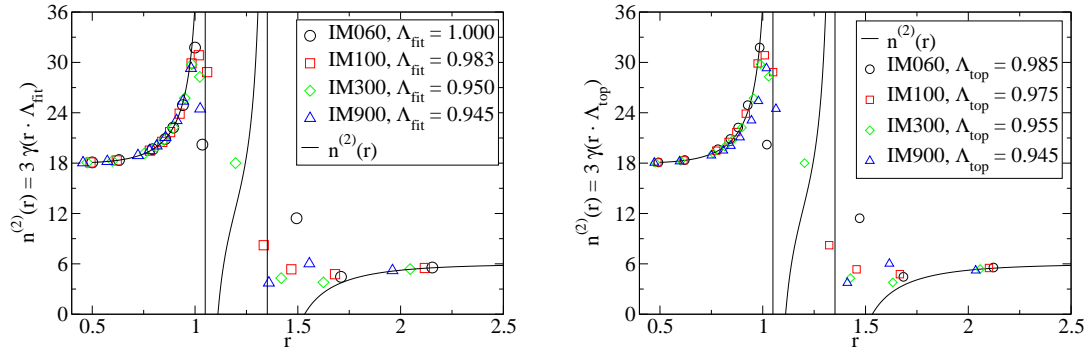 36
30
24
18
12
6
0
0.5
1
1.5
2
2.5
r
n^(2)(r) = 3 γ(r · Λ_fit)
IM060, Λ_fit = 1.000
IM100, Λ_fit = 0.983
IM300, Λ_fit = 0.950
IM900, Λ_fit = 0.945
n^(2)(r)
36
30
24
18
12
6
0
0.5
1
1.5
2
2.5
r
n^(2)(r) = 3 γ(r · Λ_top)
n^(2)(r)
IM060, Λ_top = 0.985
IM100, Λ_top = 0.975
IM300, Λ_top = 0.955
IM900, Λ_top = 0.945